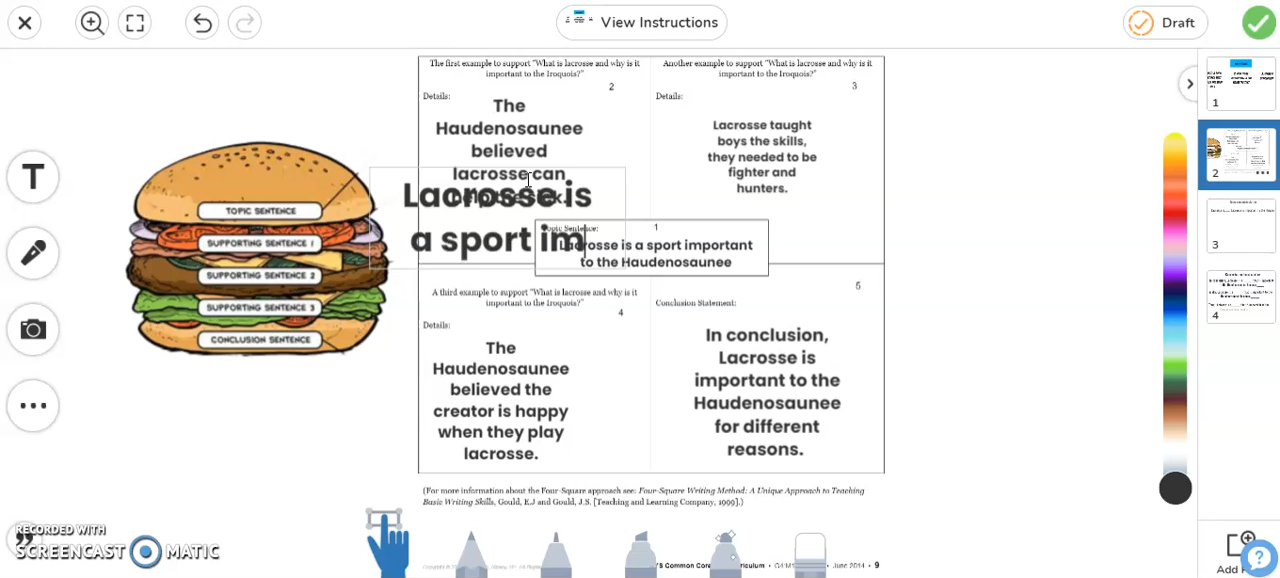 View Instructions
Draft
The first example to support "What is lacrosse and why is it
important to the Iroquois?"
2
Details:
The
Haudenosaunee
believed
lacrosse can
Another example to support "What is lacrosse and why is it
important to the Iroquois?"
3
Details:
Lacrosse taught
boys the skills,
they needed to be
fighter and
hunters.
Lacrosse is
a sport im
Topic Sentence:
1
Lacrosse is a sport important
to the Haudenosaunee
TOPIC SENTENCE
SUPPORTING SENTENCE 1
SUPPORTING SENTENCE 2
SUPPORTING SENTENCE 3
CONCLUSION SENTENCE
A third example to support "What is lacrosse and why is it
important to the Iroquois?"
4
Details:
The
Haudenosaunee
believed the
creator is happy
when they play
lacrosse.
5
Conclusion Statement:
In conclusion,
Lacrosse is
important to the
Haudenosaunee
for different
reasons.
(For more information about the Four-Square approach see: Four-Square Writing Method: A Unique Approach to Teaching
Basic Writing Skills, Gould, E.J and Gould, J.S. [Teaching and Learning Company, 1999].)
June 2014 • 9
T
1
2
3
4
RECORDED WITH
SCREENCAST MATIC